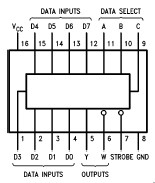 DATA INPUTS DATA SELECT
VCC D4 D5 D6 D7 A B C
16 15 14 13 12 11 10 9
1 2 3 4 5 6 7 8
D3 D2 D1 D0 Y W STROBE GND
DATA INPUTS OUTPUTS